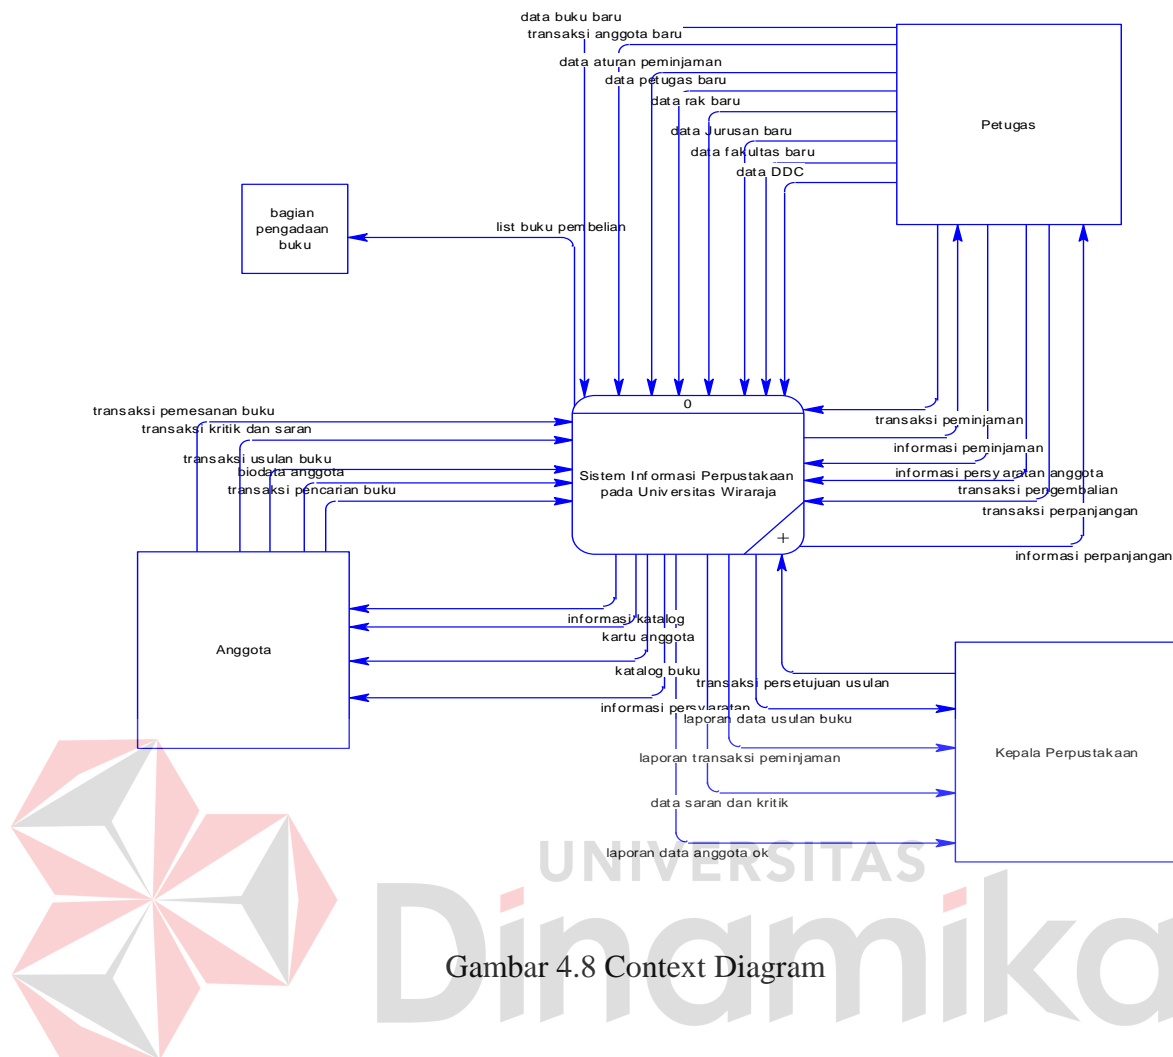 data buku baru
transaksi anggota baru
data aturan peminjaman
data petugas baru
data rak baru
data Jurusan baru
data fakultas baru
data DDC
Petugas
bagian
pengadaan
buku
list buku pembelian
0
Sistem Informasi Perpustakaan
pada Universitas Wiraraja
+
transaksi pemesanan buku
transaksi kritik dan saran
transaksi usulan buku
biodata anggota
transaksi pencarian buku
transaksi peminjaman
informasi peminjaman
informasi persyaratan anggota
transaksi pengembalian
transaksi perpanjangan
informasi perpanjangan
Anggota
informasi katalog
kartu anggota
katalog buku
informasi persyaratan
transaksi persetujuan usulan
laporan data usulan buku
laporan transaksi peminjaman
data saran dan kritik
laporan data anggota ok
Kepala Perpustakaan
UNIVERSITAS
Dinamika
Gambar 4.8 Context Diagram